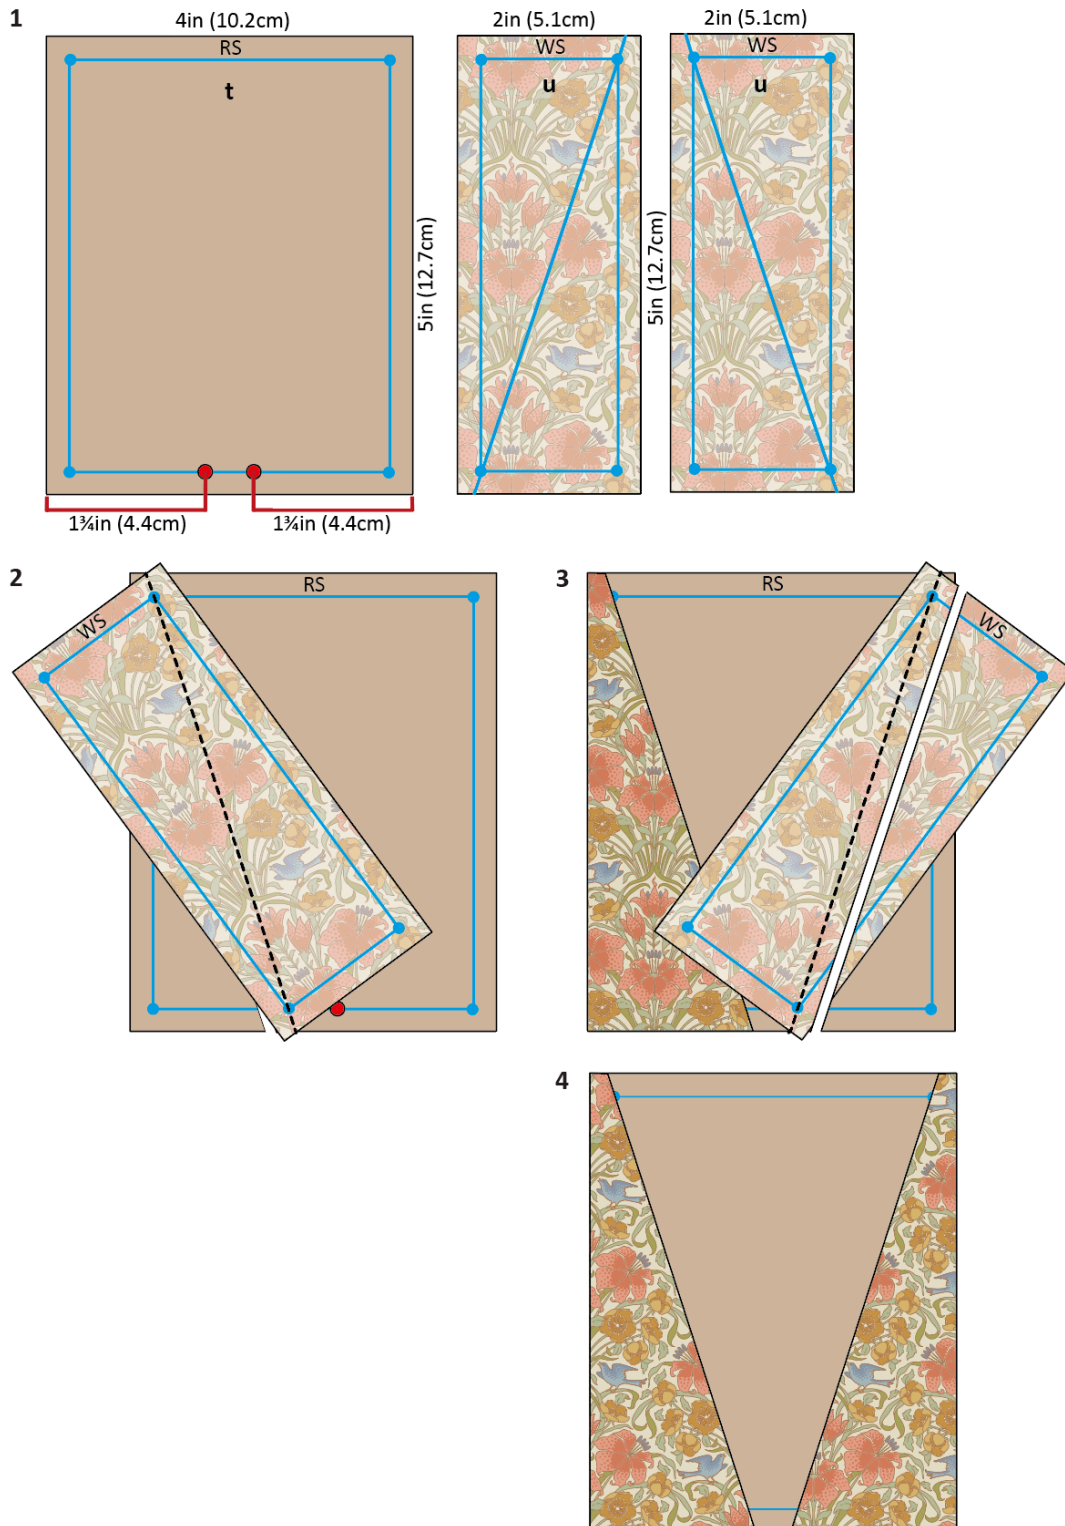 1
4in (10.2cm)
2in (5.1cm)
2in (5.1cm)
RS
WS
WS
t
u
u
5in (12.7cm)
5in (12.7cm)
1¾in (4.4cm)
1¾in (4.4cm)
2
RS
WS
3
RS
WS
4